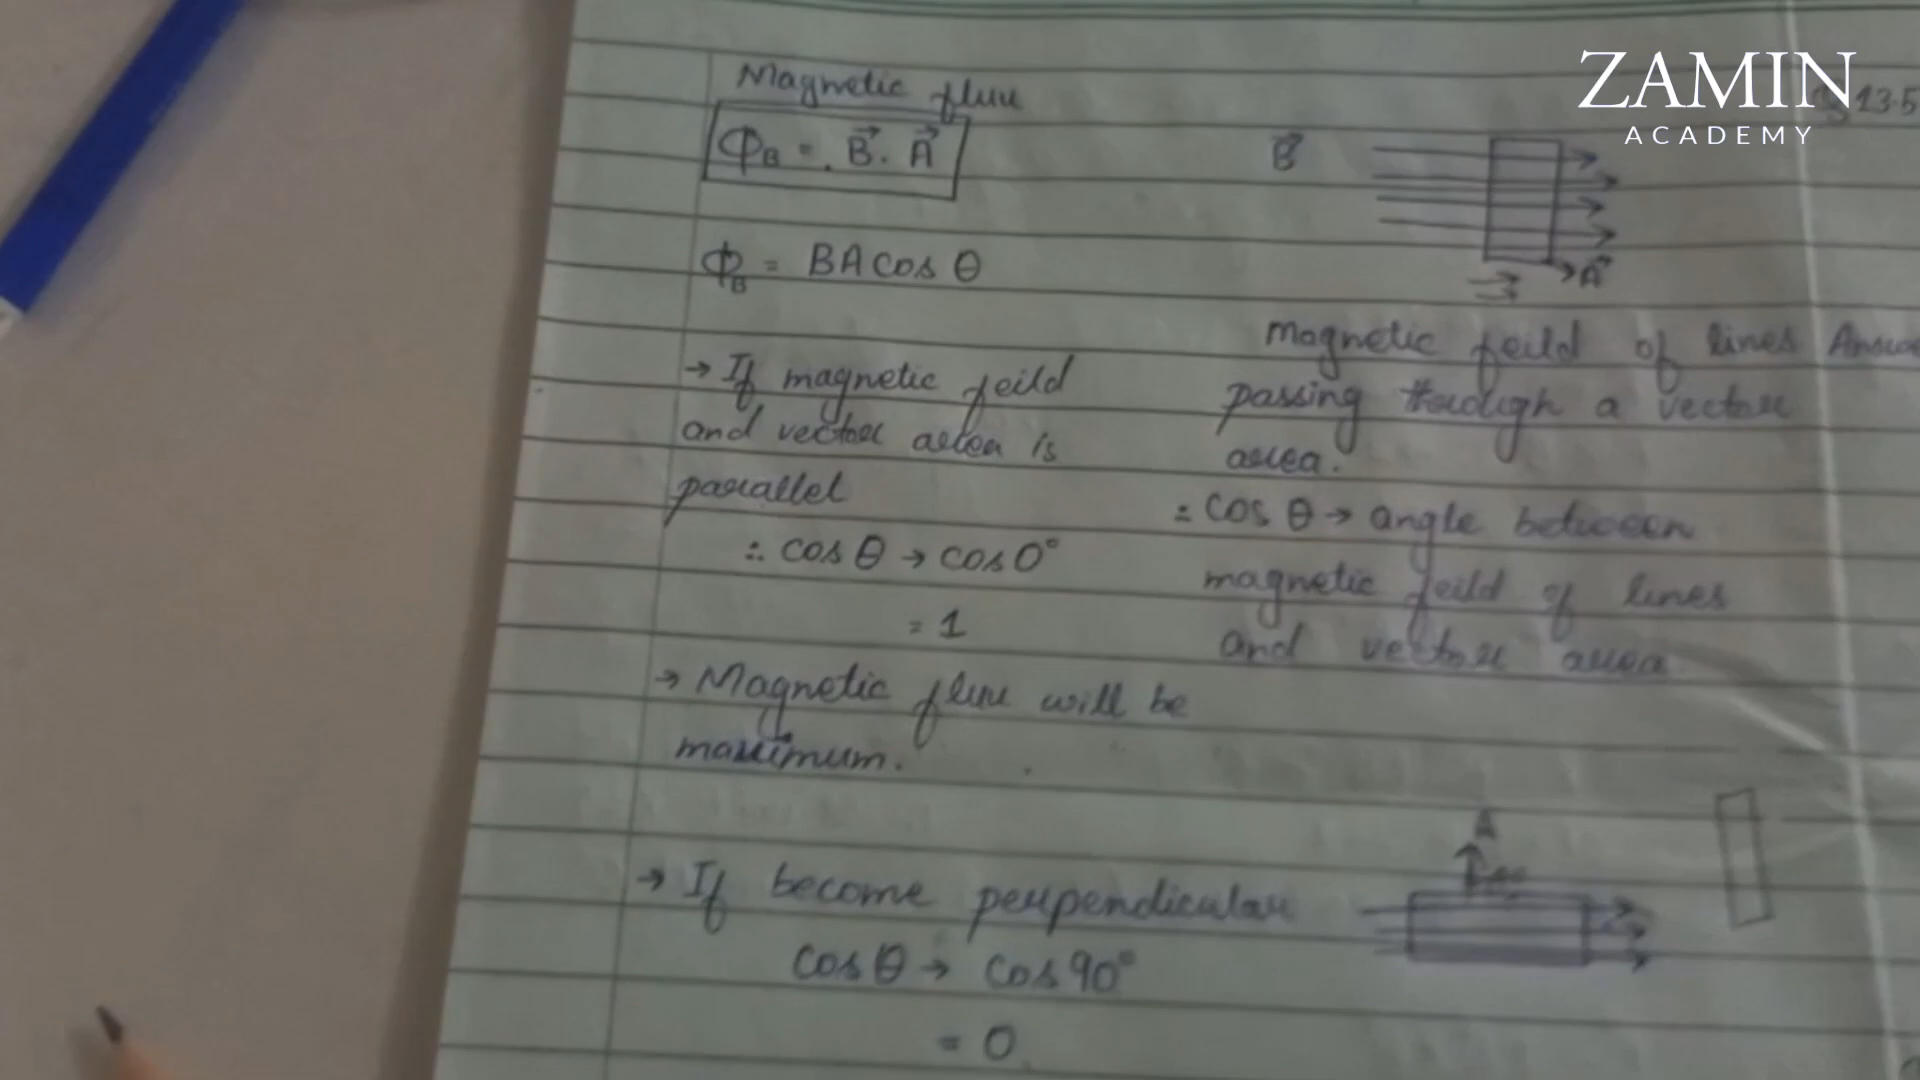 ZAMIN
ACADEMY
13.5
Magnetic flux
ΦB = B⃗. A⃗
B⃗
A⃗
ΦB = BA cos θ
Magnetic feild of lines
passing through a vector
area.
→ If magnetic feild
and vector area is
parallel
∴ cos θ → cos 0°
= 1
→ Magnetic flux will be
maximum.
: cos θ → angle between
magnetic feild of lines
and vector area
A
→ If become perpendicular
cos θ → cos 90°
= 0